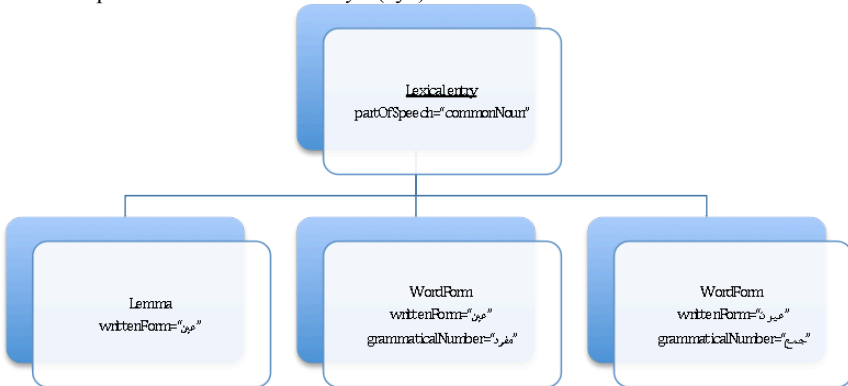 Lexical entry
partOfSpeech="commonNoun"
Lemma
writtenForm="عين"
WordForm
writtenForm="عين"
grammaticalNumber="مفرد"
WordForm
writtenForm="عيون"
grammaticalNumber="جمع"